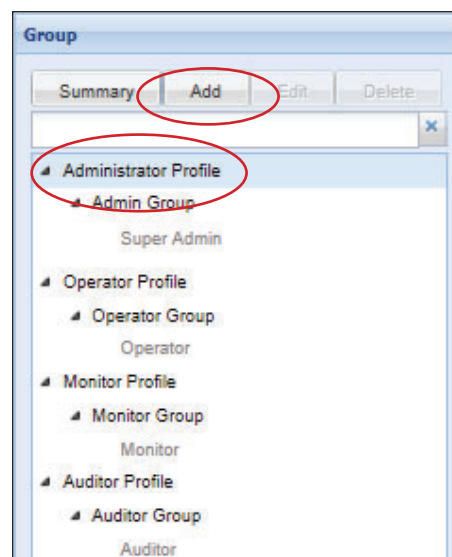 Group
Summary Add Edit Delete
Administrator Profile
Admin Group
Super Admin
Operator Profile
Operator Group
Operator
Monitor Profile
Monitor Group
Monitor
Auditor Profile
Auditor Group
Auditor